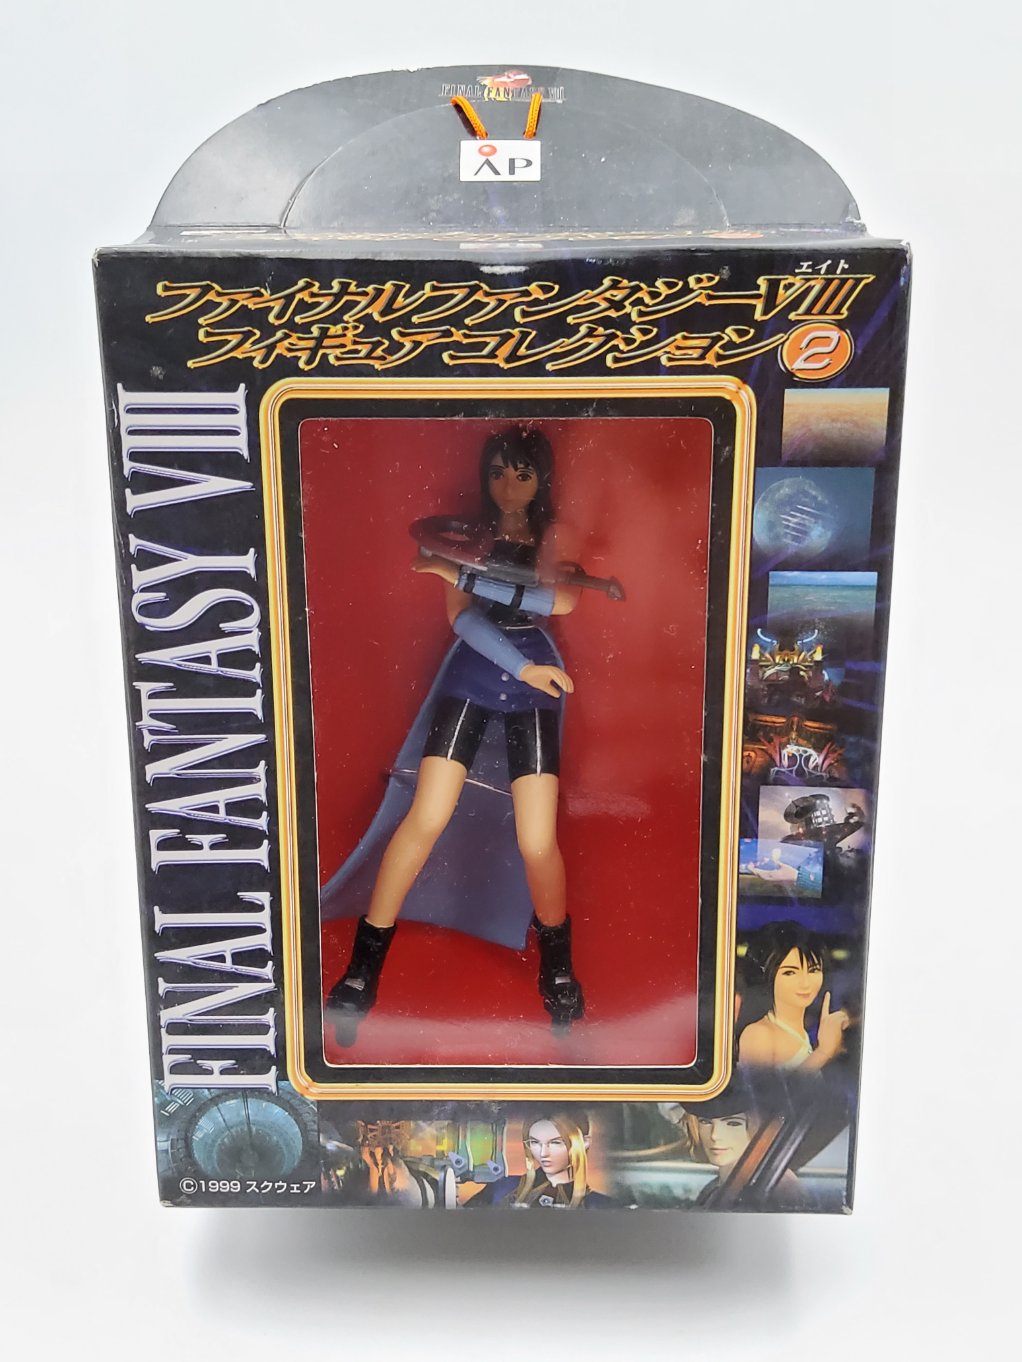 FINAL FANTASY VIII
AP
エイト
ファイナルファンタジーVIII
フィギュアコレクション2
FINAL FANTASY VIII
©1999 スクウェア